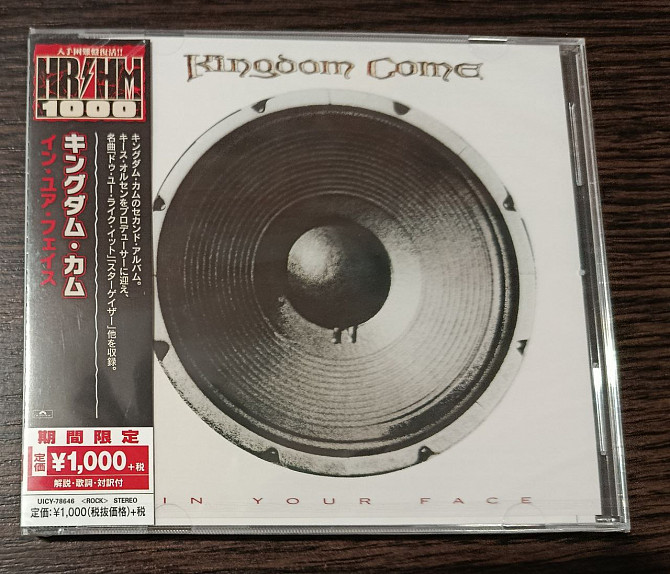 入手困難盤復活!!
HR/HM
1000
キングダム・カム
イン・ユア・フェイス
キングダム・カムのセカンド・アルバム。
キース・オルセンをプロデューサーに迎え、
名曲「ドゥ・ユー・ライク・イット」「スターゲイザー」他を収録。
期間限定
定価 ¥1,000+税
解説・歌詞・対訳付
UICY-78646 <ROCK> STEREO
定価:¥1,000(税抜価格)+税
Kingdom Come
IN YOUR FACE